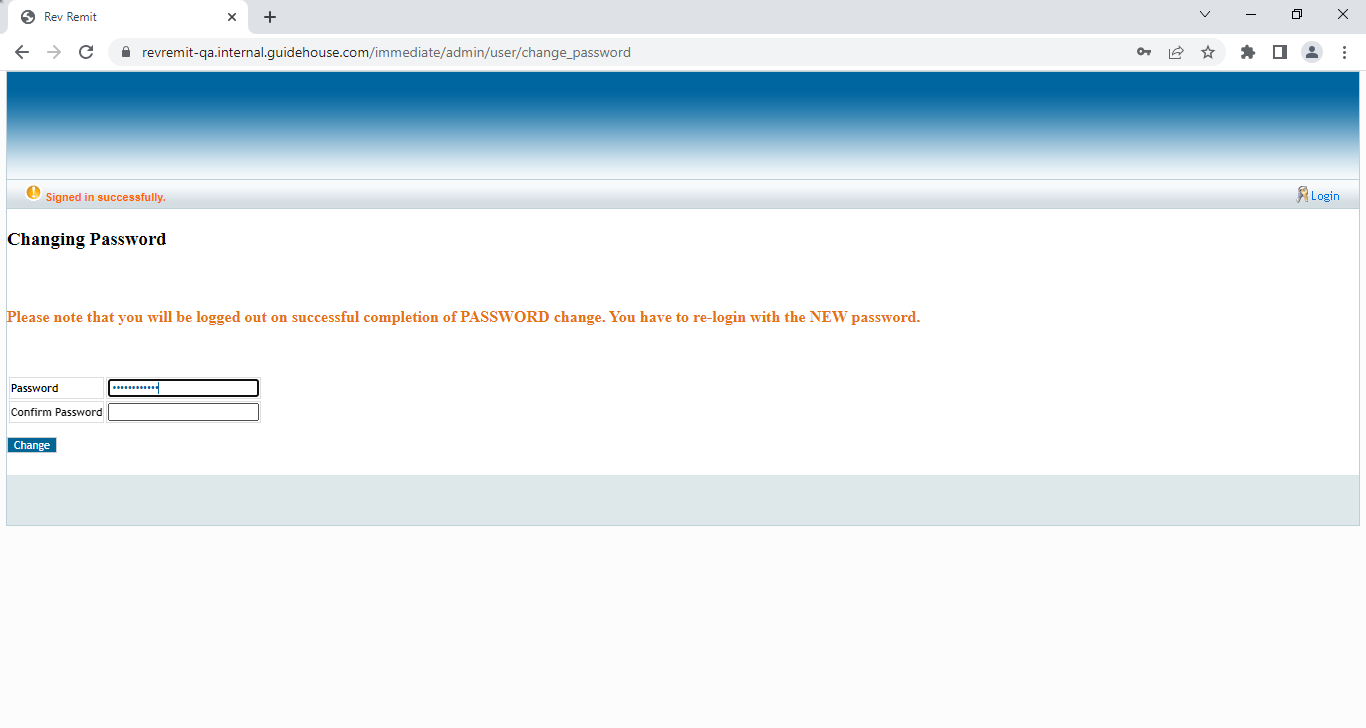 Rev Remit
revremit-qa.internal.guidehouse.com/immediate/admin/user/change_password
Signed in successfully.
Login
Changing Password
Please note that you will be logged out on successful completion of PASSWORD change. You have to re-login with the NEW password.
Password ••••••••••••
Confirm Password
Change